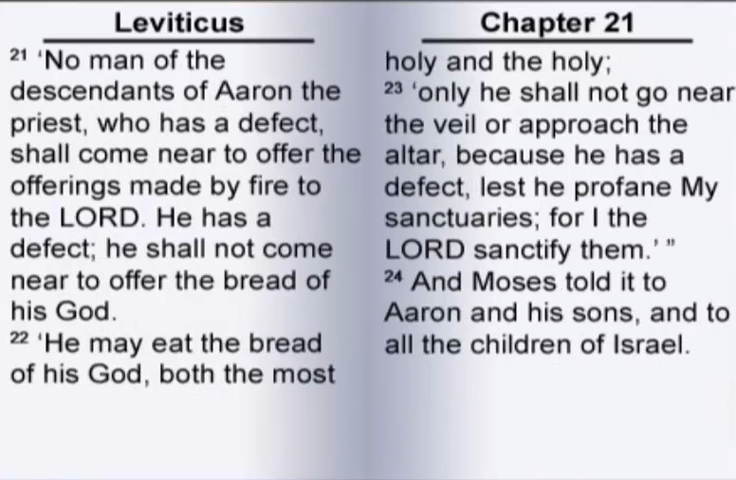 Leviticus
²¹ ‘No man of the
descendants of Aaron the
priest, who has a defect,
shall come near to offer the
offerings made by fire to
the LORD. He has a
defect; he shall not come
near to offer the bread of
his God.
²² ‘He may eat the bread
of his God, both the most
Chapter 21
holy and the holy;
²³ ‘only he shall not go near
the veil or approach the
altar, because he has a
defect, lest he profane My
sanctuaries; for I the
LORD sanctify them.’ ”
²⁴ And Moses told it to
Aaron and his sons, and to
all the children of Israel.